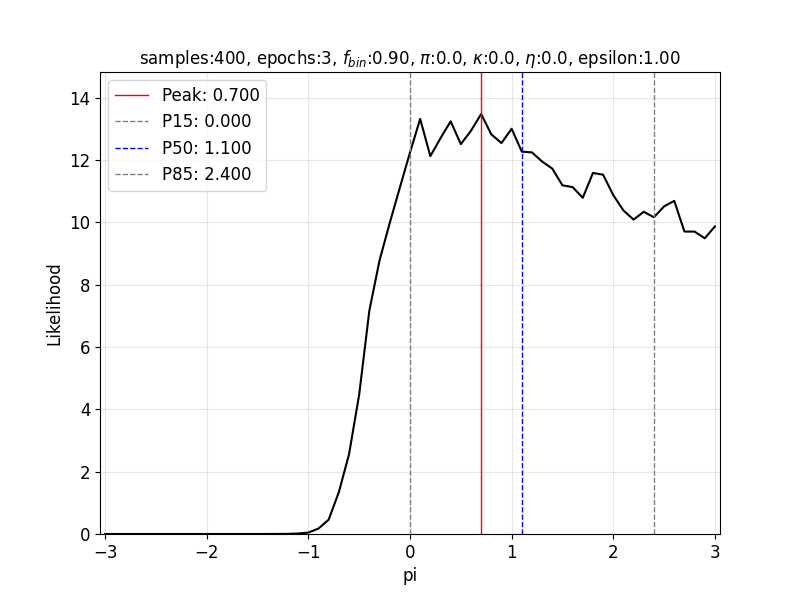 samples:400, epochs:3, f_bin:0.90, π:0.0, κ:0.0, η:0.0, epsilon:1.00
Peak: 0.700
P15: 0.000
P50: 1.100
P85: 2.400
Likelihood
14
12
10
8
6
4
2
0
−3
−2
−1
0
1
2
3
pi